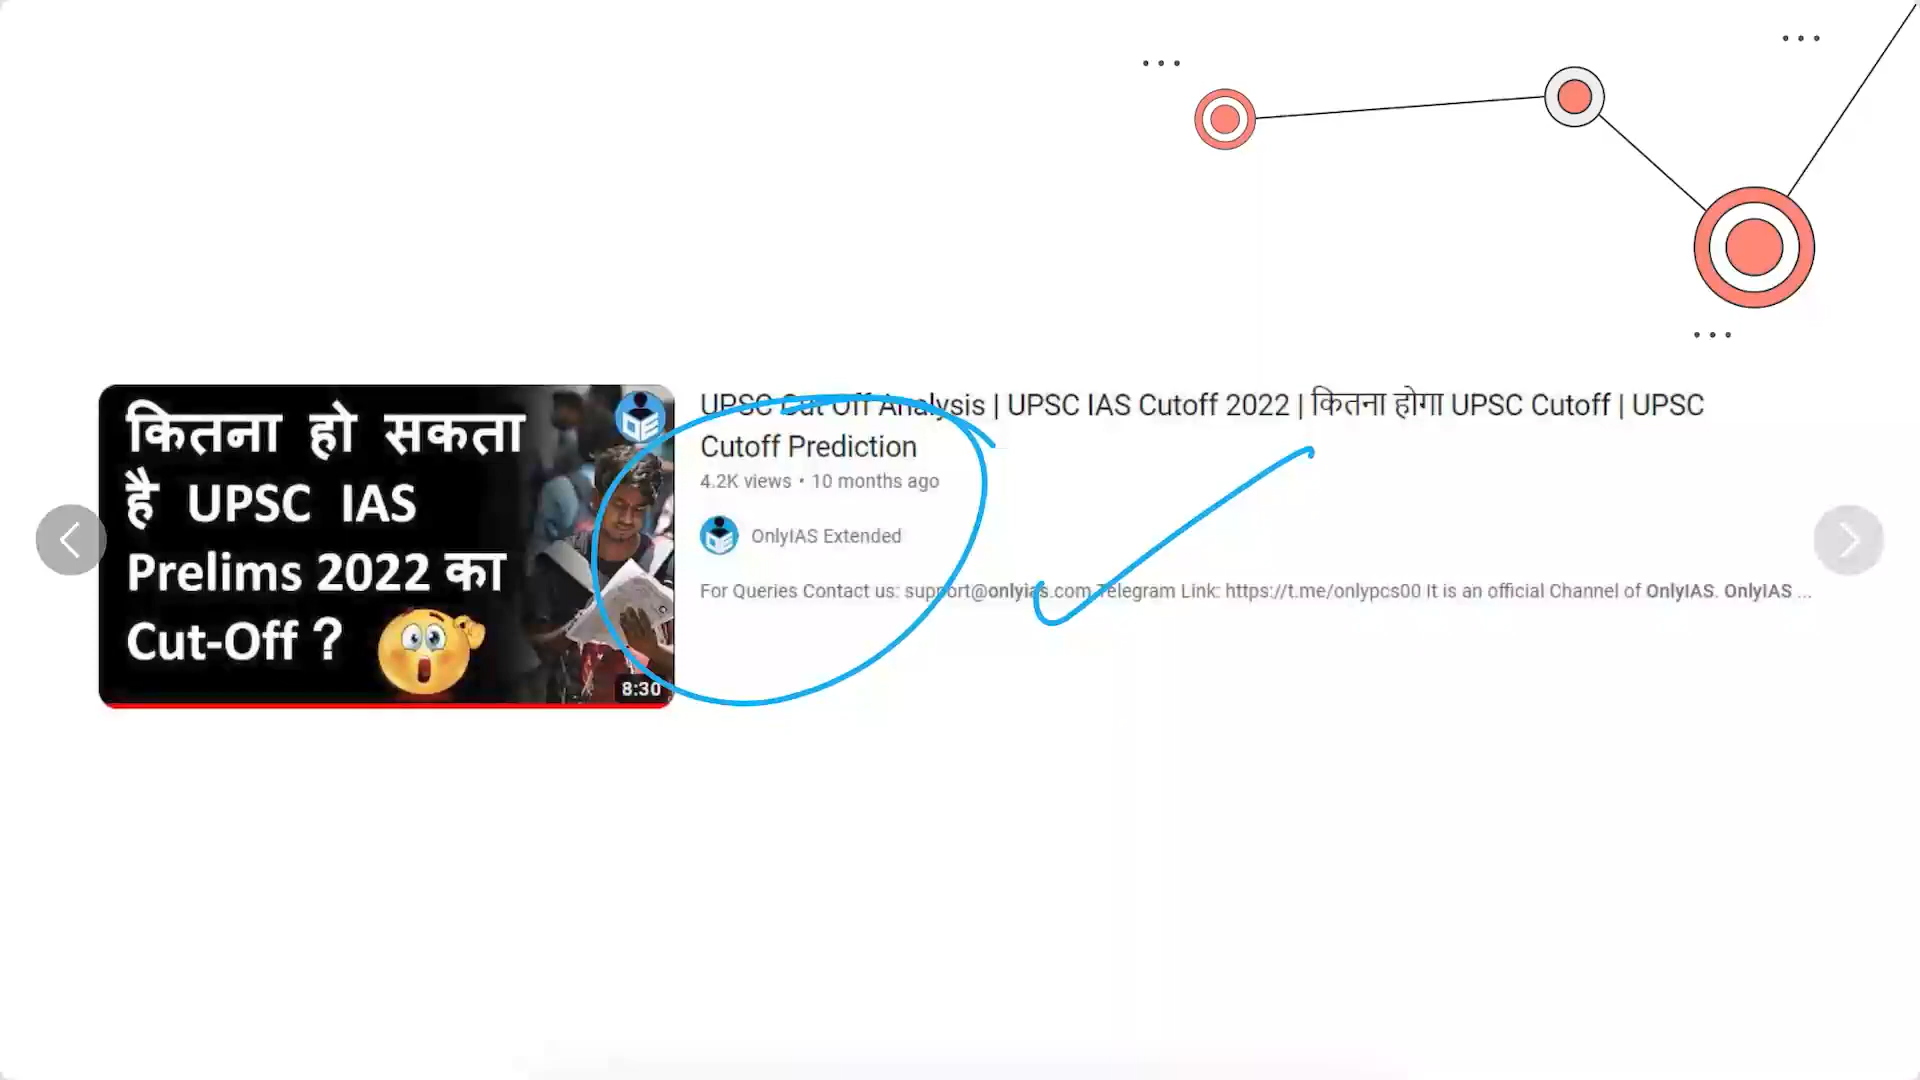 कितना हो सकता
है UPSC IAS
Prelims 2022 का
Cut-Off ?
8:30
UPSC Cut Off Analysis | UPSC IAS Cutoff 2022 | कितना होगा UPSC Cutoff | UPSC
Cutoff Prediction
4.2K views • 10 months ago
OnlyIAS Extended
For Queries Contact us: support@onlyias.com Telegram Link: https://t.me/onlypcs00 It is an official Channel of OnlyIAS. OnlyIAS ...